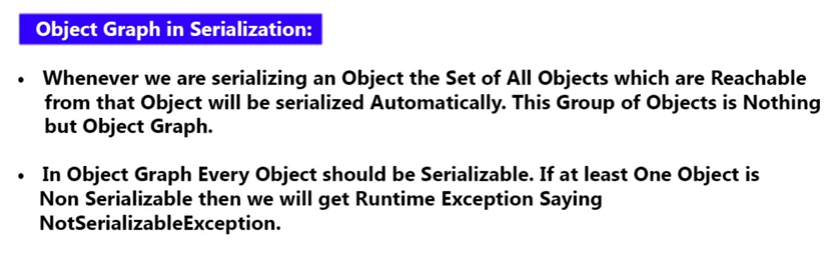 Object Graph in Serialization:
• Whenever we are serializing an Object the Set of All Objects which are Reachable
from that Object will be serialized Automatically. This Group of Objects is Nothing
but Object Graph.
• In Object Graph Every Object should be Serializable. If at least One Object is
Non Serializable then we will get Runtime Exception Saying
NotSerializableException.